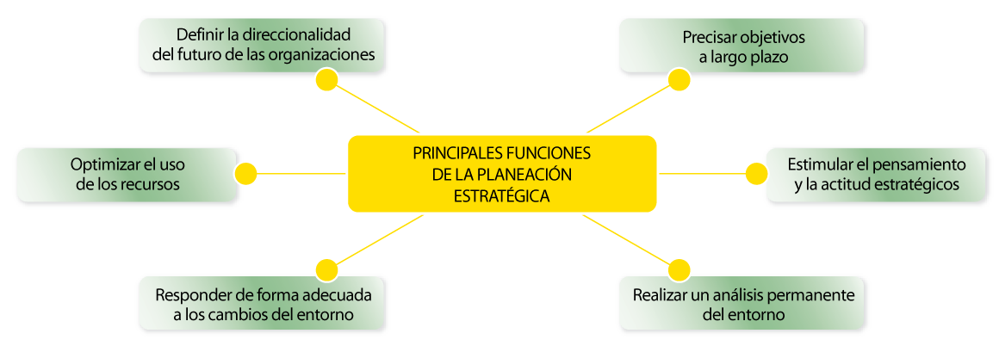 Definir la direccionalidad
del futuro de las organizaciones
Precisar objetivos
a largo plazo
Optimizar el uso
de los recursos
PRINCIPALES FUNCIONES
DE LA PLANEACIÓN
ESTRATÉGICA
Estimular el pensamiento
y la actitud estratégicos
Responder de forma adecuada
a los cambios del entorno
Realizar un análisis permanente
del entorno